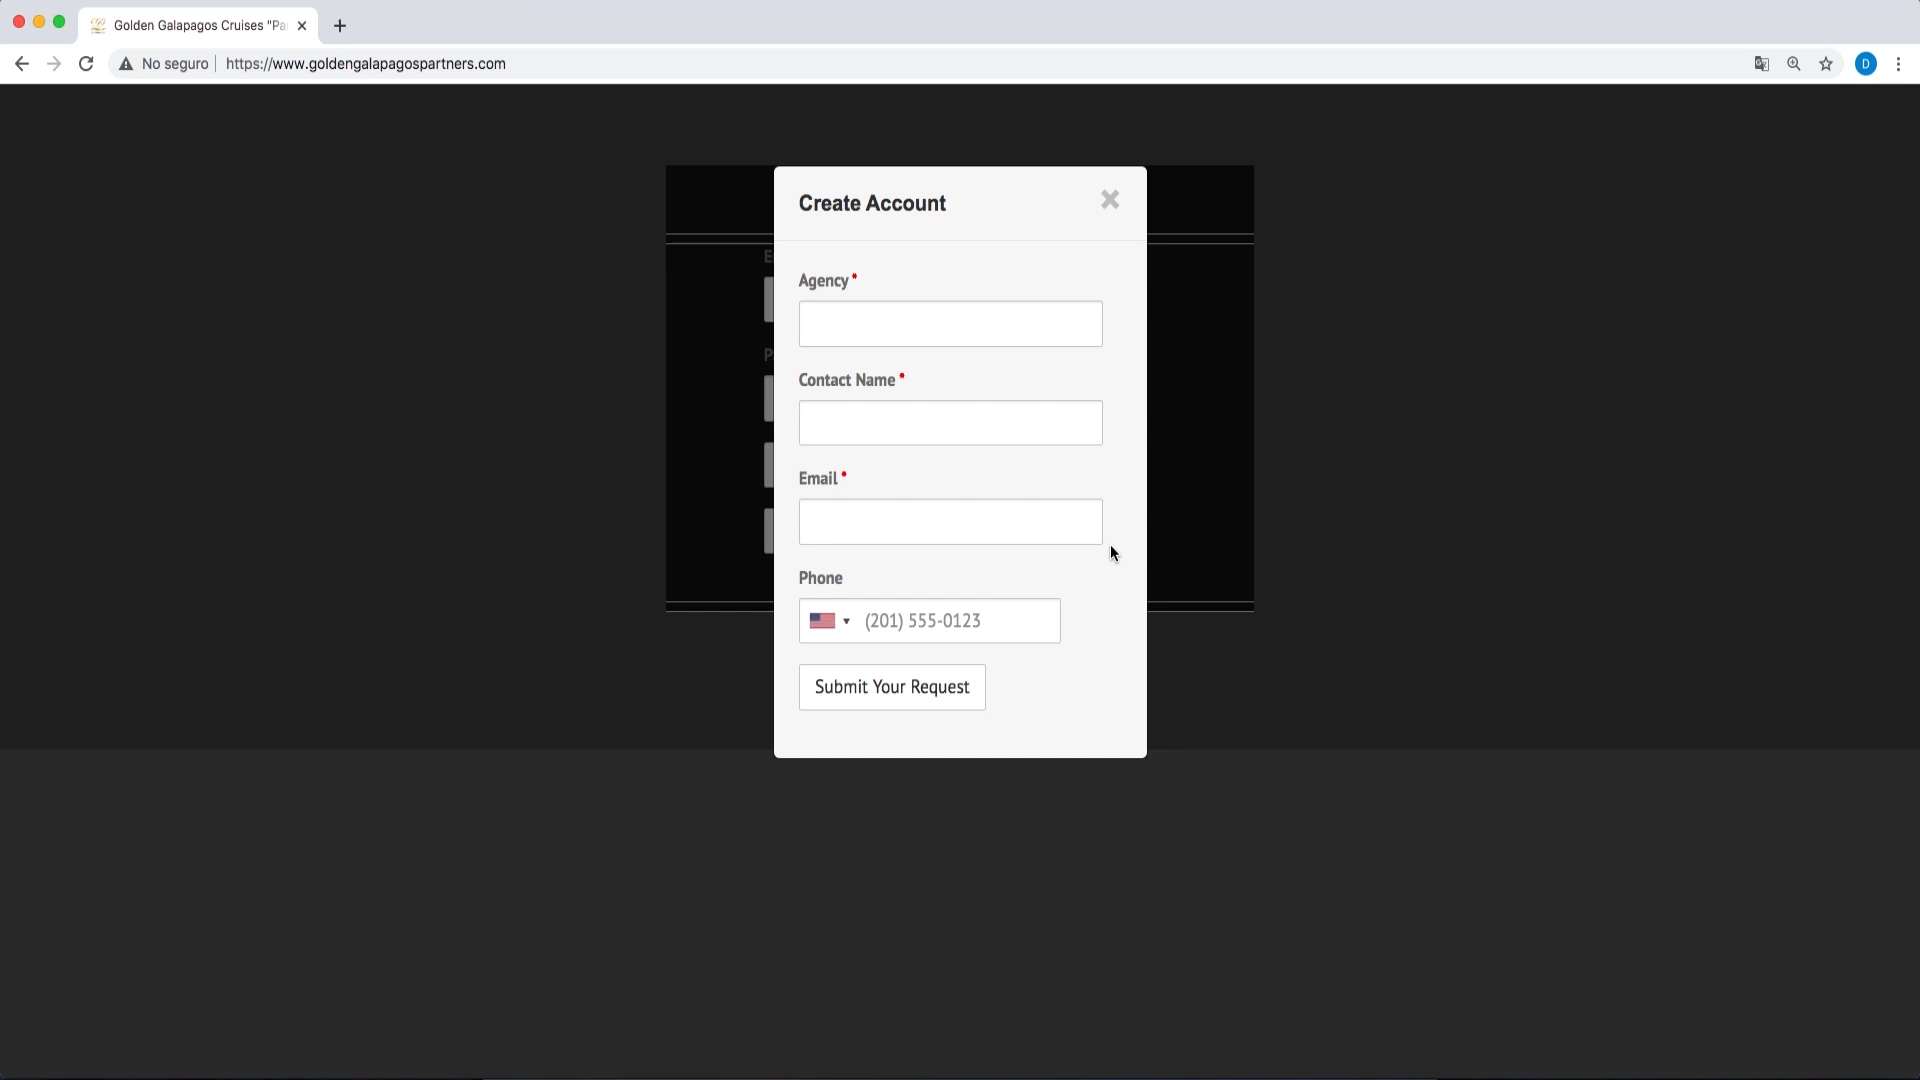 Golden Galapagos Cruises "Pa
No seguro
https://www.goldengalapagospartners.com
D
Create Account
Agency *
Contact Name *
Email *
Phone
(201) 555-0123
Submit Your Request
E
P